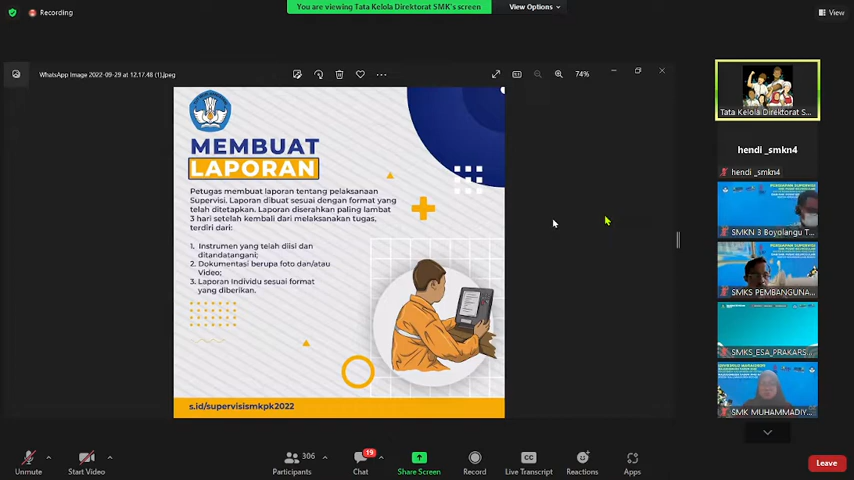 Recording
You are viewing Tata Kelola Direktorat SMK's screen
View Options
View
WhatsApp Image 2022-09-29 at 12.17.48 (1).jpeg
74%
MEMBUAT
LAPORAN
Petugas membuat laporan tentang pelaksanaan
Supervisi. Laporan dibuat sesuai dengan format yang
telah ditetapkan. Laporan diserahkan paling lambat
3 hari setelah kembali dari melaksanakan tugas,
terdiri dari:
1. Instrumen yang telah diisi dan
ditandatangani;
2. Dokumentasi berupa foto dan/atau
Video;
3. Laporan Individu sesuai format
yang diberikan.
s.id/supervisismkpk2022
Tata Kelola Direktorat S...
hendi _smkn4
hendi _smkn4
SMKN 3 Boyolangu T...
SMKS PEMBANGUNA...
SMKS_ESA_PRAKARS...
SMK MUHAMMADIY...
Unmute
Start Video
306
Participants
19
Chat
Share Screen
Record
CC
Live Transcript
Reactions
Apps
Leave